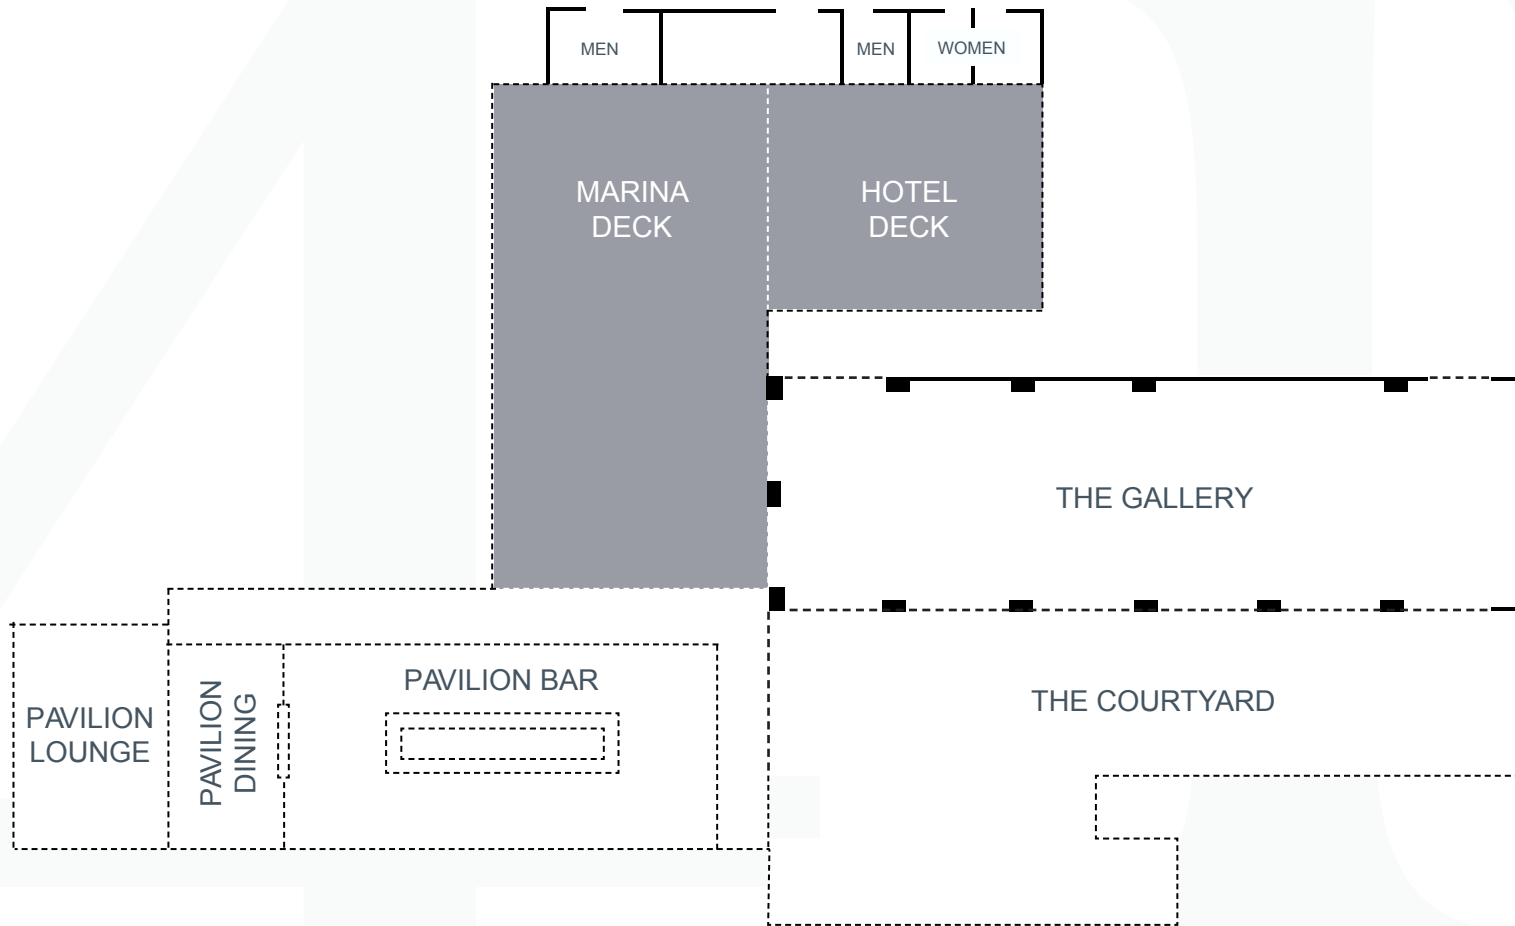 MEN
MEN
WOMEN
MARINA
DECK
HOTEL
DECK
THE GALLERY
PAVILION
LOUNGE
PAVILION
DINING
PAVILION BAR
THE COURTYARD